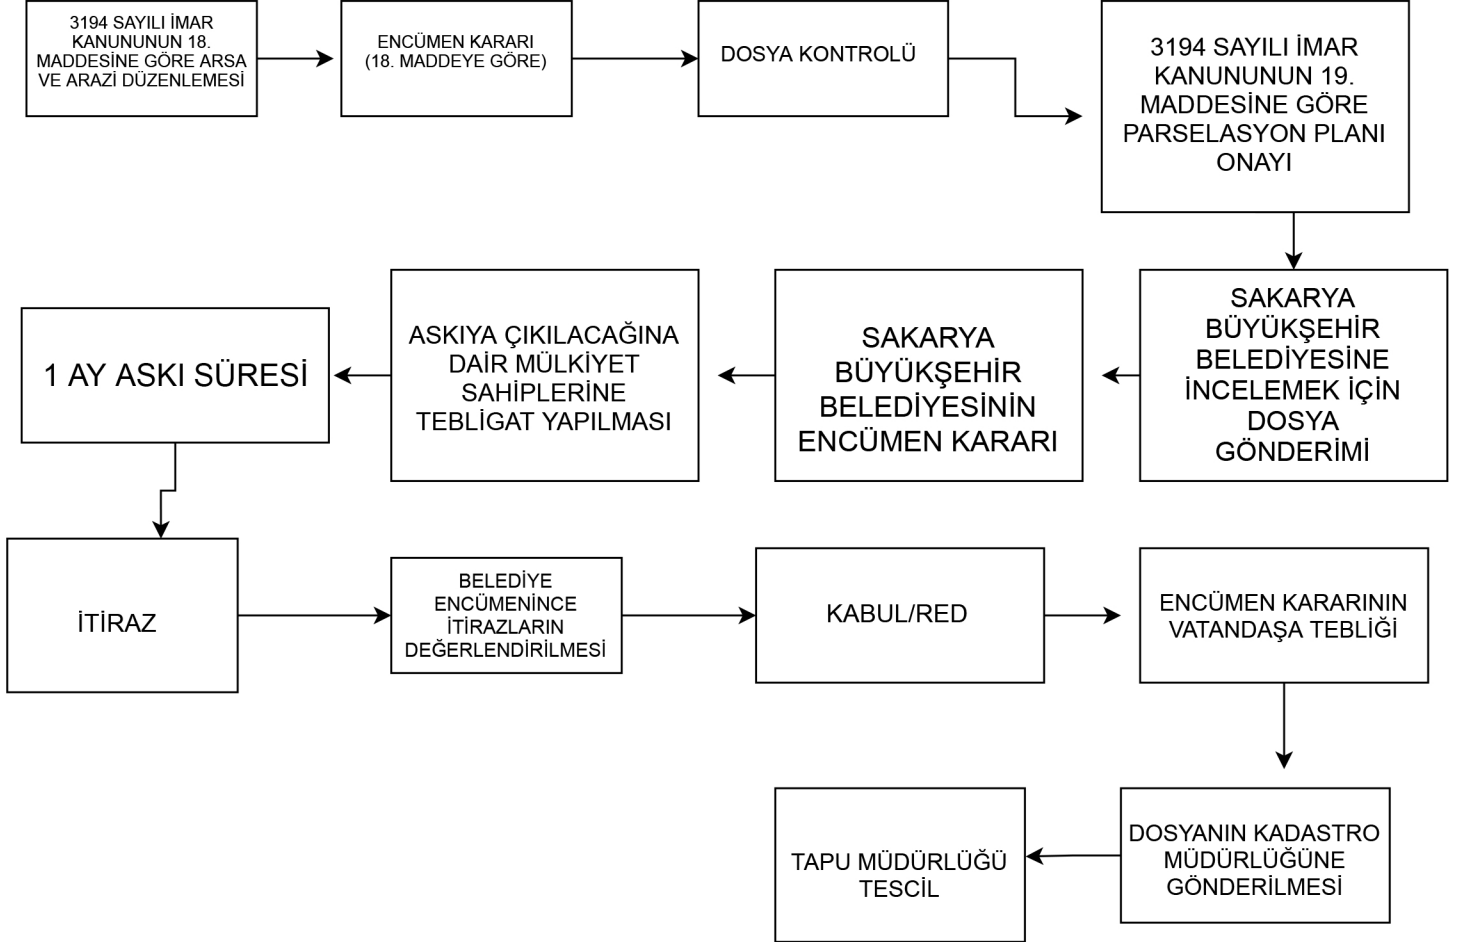 3194 SAYILI İMAR
KANUNUNUN 18.
MADDESİNE GÖRE ARSA
VE ARAZİ DÜZENLEMESİ
ENCÜMEN KARARI
(18. MADDEYE GÖRE)
DOSYA KONTROLÜ
3194 SAYILI İMAR
KANUNUNUN 19.
MADDESİNE GÖRE
PARSELASYON PLANI
ONAYI
SAKARYA
BÜYÜKŞEHİR
BELEDİYESİNE
İNCELEMEK İÇİN
DOSYA
GÖNDERİMİ
SAKARYA
BÜYÜKŞEHİR
BELEDİYESİNİN
ENCÜMEN KARARI
ASKIYA ÇIKILACAĞINA
DAİR MÜLKİYET
SAHİPLERİNE
TEBLİGAT YAPILMASI
1 AY ASKI SÜRESİ
İTİRAZ
BELEDİYE
ENCÜMENİNCE
İTİRAZLARIN
DEĞERLENDİRİLMESİ
KABUL/RED
ENCÜMEN KARARININ
VATANDAŞA TEBLİĞİ
DOSYANIN KADASTRO
MÜDÜRLÜĞÜNE
GÖNDERİLMESİ
TAPU MÜDÜRLÜĞÜ
TESCİL